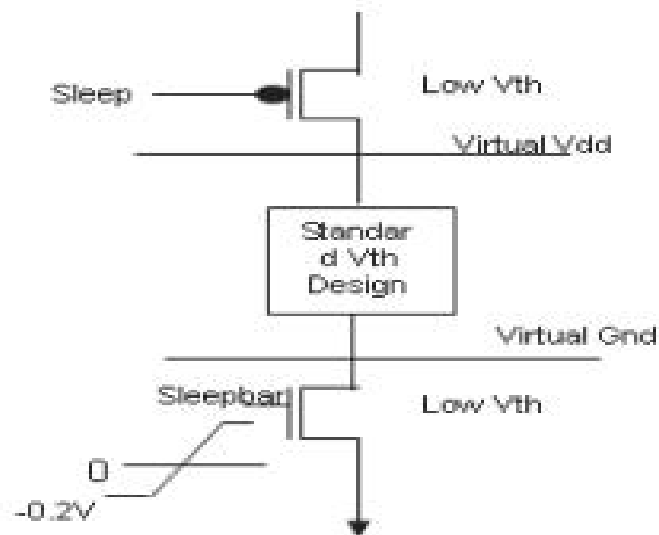 Sleep
Low Vth
Virtual Vdd
Standar
d Vth
Design
Virtual Gnd
Sleepbar
Low Vth
0
-0.2V